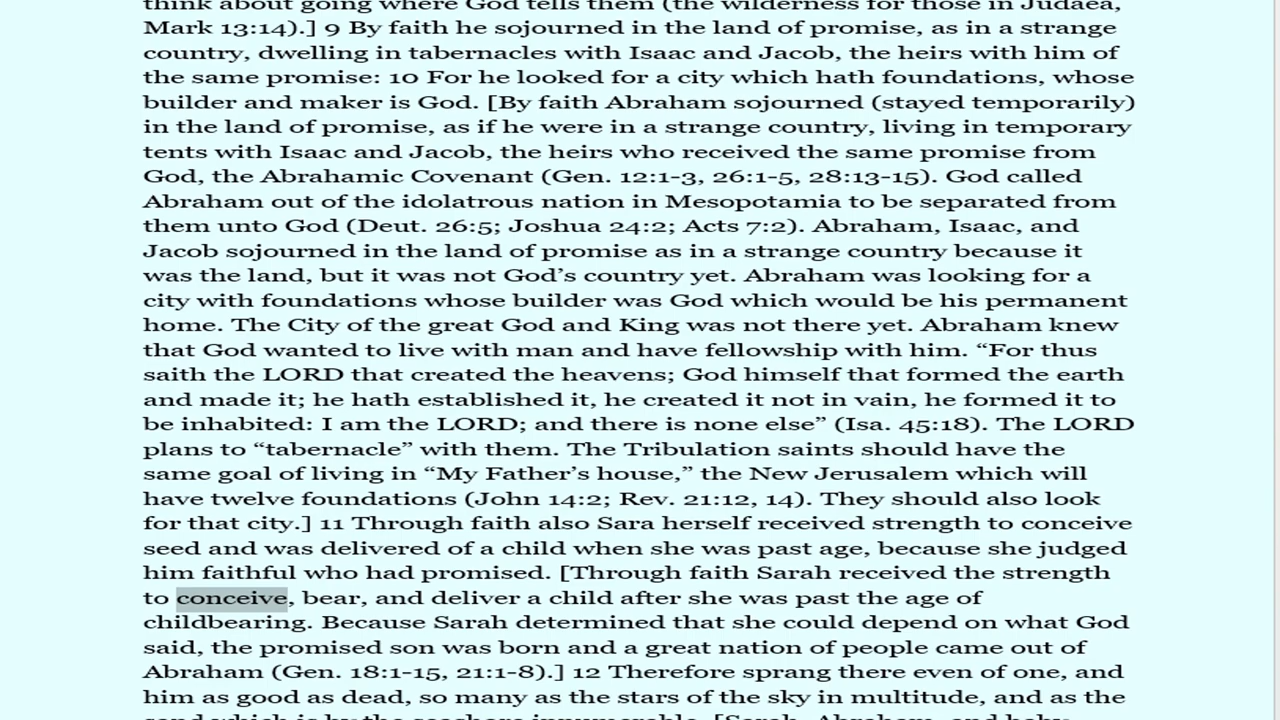 think about going where God tells them (the wilderness for those in Judaea,
Mark 13:14).] 9 By faith he sojourned in the land of promise, as in a strange
country, dwelling in tabernacles with Isaac and Jacob, the heirs with him of
the same promise: 10 For he looked for a city which hath foundations, whose
builder and maker is God. [By faith Abraham sojourned (stayed temporarily)
in the land of promise, as if he were in a strange country, living in temporary
tents with Isaac and Jacob, the heirs who received the same promise from
God, the Abrahamic Covenant (Gen. 12:1-3, 26:1-5, 28:13-15). God called
Abraham out of the idolatrous nation in Mesopotamia to be separated from
them unto God (Deut. 26:5; Joshua 24:2; Acts 7:2). Abraham, Isaac, and
Jacob sojourned in the land of promise as in a strange country because it
was the land, but it was not God’s country yet. Abraham was looking for a
city with foundations whose builder was God which would be his permanent
home. The City of the great God and King was not there yet. Abraham knew
that God wanted to live with man and have fellowship with him. “For thus
saith the LORD that created the heavens; God himself that formed the earth
and made it; he hath established it, he created it not in vain, he formed it to
be inhabited: I am the LORD; and there is none else” (Isa. 45:18). The LORD
plans to “tabernacle” with them. The Tribulation saints should have the
same goal of living in “My Father’s house,” the New Jerusalem which will
have twelve foundations (John 14:2; Rev. 21:12, 14). They should also look
for that city.] 11 Through faith also Sara herself received strength to conceive
seed and was delivered of a child when she was past age, because she judged
him faithful who had promised. [Through faith Sarah received the strength
to conceive, bear, and deliver a child after she was past the age of
childbearing. Because Sarah determined that she could depend on what God
said, the promised son was born and a great nation of people came out of
Abraham (Gen. 18:1-15, 21:1-8).] 12 Therefore sprang there even of one, and
him as good as dead, so many as the stars of the sky in multitude, and as the
sand which is by the seashore innumerable. [Sarah, Abraham, and baby